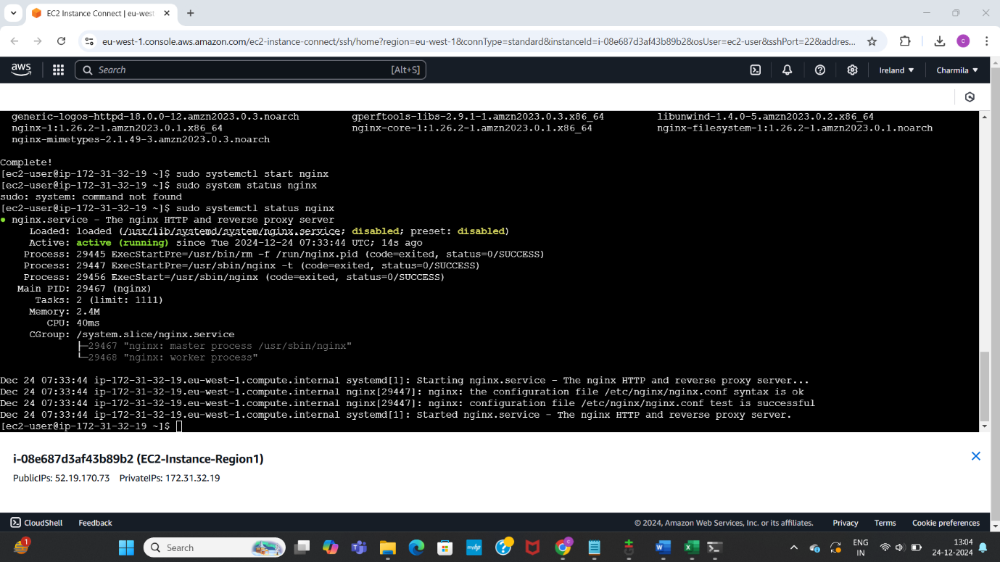 EC2 Instance Connect | eu-west
eu-west-1.console.aws.amazon.com/ec2-instance-connect/ssh/home?region=eu-west-1&connType=standard&instanceId=i-08e687d3af43b89b2&osUser=ec2-user&sshPort=22&addres...
C
aws
Search [Alt+S]
Ireland
Charmila
generic-logos-httpd-18.0.0-12.amzn2023.0.3.noarch gperftools-libs-2.9.1-1.amzn2023.0.3.x86_64 libunwind-1.4.0-5.amzn2023.0.2.x86_64
nginx-1:1.26.2-1.amzn2023.0.1.x86_64 nginx-core-1:1.26.2-1.amzn2023.0.1.x86_64 nginx-filesystem-1:1.26.2-1.amzn2023.0.1.noarch
nginx-mimetypes-2.1.49-3.amzn2023.0.3.noarch
Complete!
[ec2-user@ip-172-31-32-19 ~]$ sudo systemctl start nginx
[ec2-user@ip-172-31-32-19 ~]$ sudo system status nginx
sudo: system: command not found
[ec2-user@ip-172-31-32-19 ~]$ sudo systemctl status nginx
● nginx.service - The nginx HTTP and reverse proxy server
Loaded: loaded (/usr/lib/systemd/system/nginx.service; disabled; preset: disabled)
Active: active (running) since Tue 2024-12-24 07:33:44 UTC; 14s ago
Process: 29445 ExecStartPre=/usr/bin/rm -f /run/nginx.pid (code=exited, status=0/SUCCESS)
Process: 29447 ExecStartPre=/usr/sbin/nginx -t (code=exited, status=0/SUCCESS)
Process: 29456 ExecStart=/usr/sbin/nginx (code=exited, status=0/SUCCESS)
Main PID: 29467 (nginx)
Tasks: 2 (limit: 1111)
Memory: 2.4M
CPU: 40ms
CGroup: /system.slice/nginx.service
├─29467 "nginx: master process /usr/sbin/nginx"
└─29468 "nginx: worker process"
Dec 24 07:33:44 ip-172-31-32-19.eu-west-1.compute.internal systemd[1]: Starting nginx.service - The nginx HTTP and reverse proxy server...
Dec 24 07:33:44 ip-172-31-32-19.eu-west-1.compute.internal nginx[29447]: nginx: the configuration file /etc/nginx/nginx.conf syntax is ok
Dec 24 07:33:44 ip-172-31-32-19.eu-west-1.compute.internal nginx[29447]: nginx: configuration file /etc/nginx/nginx.conf test is successful
Dec 24 07:33:44 ip-172-31-32-19.eu-west-1.compute.internal systemd[1]: Started nginx.service - The nginx HTTP and reverse proxy server.
[ec2-user@ip-172-31-32-19 ~]$
i-08e687d3af43b89b2 (EC2-Instance-Region1)
PublicIPs: 52.19.170.73 PrivateIPs: 172.31.32.19
CloudShell Feedback © 2024, Amazon Web Services, Inc. or its affiliates. Privacy Terms Cookie preferences
1
Search
ENG
IN
13:04
24-12-2024